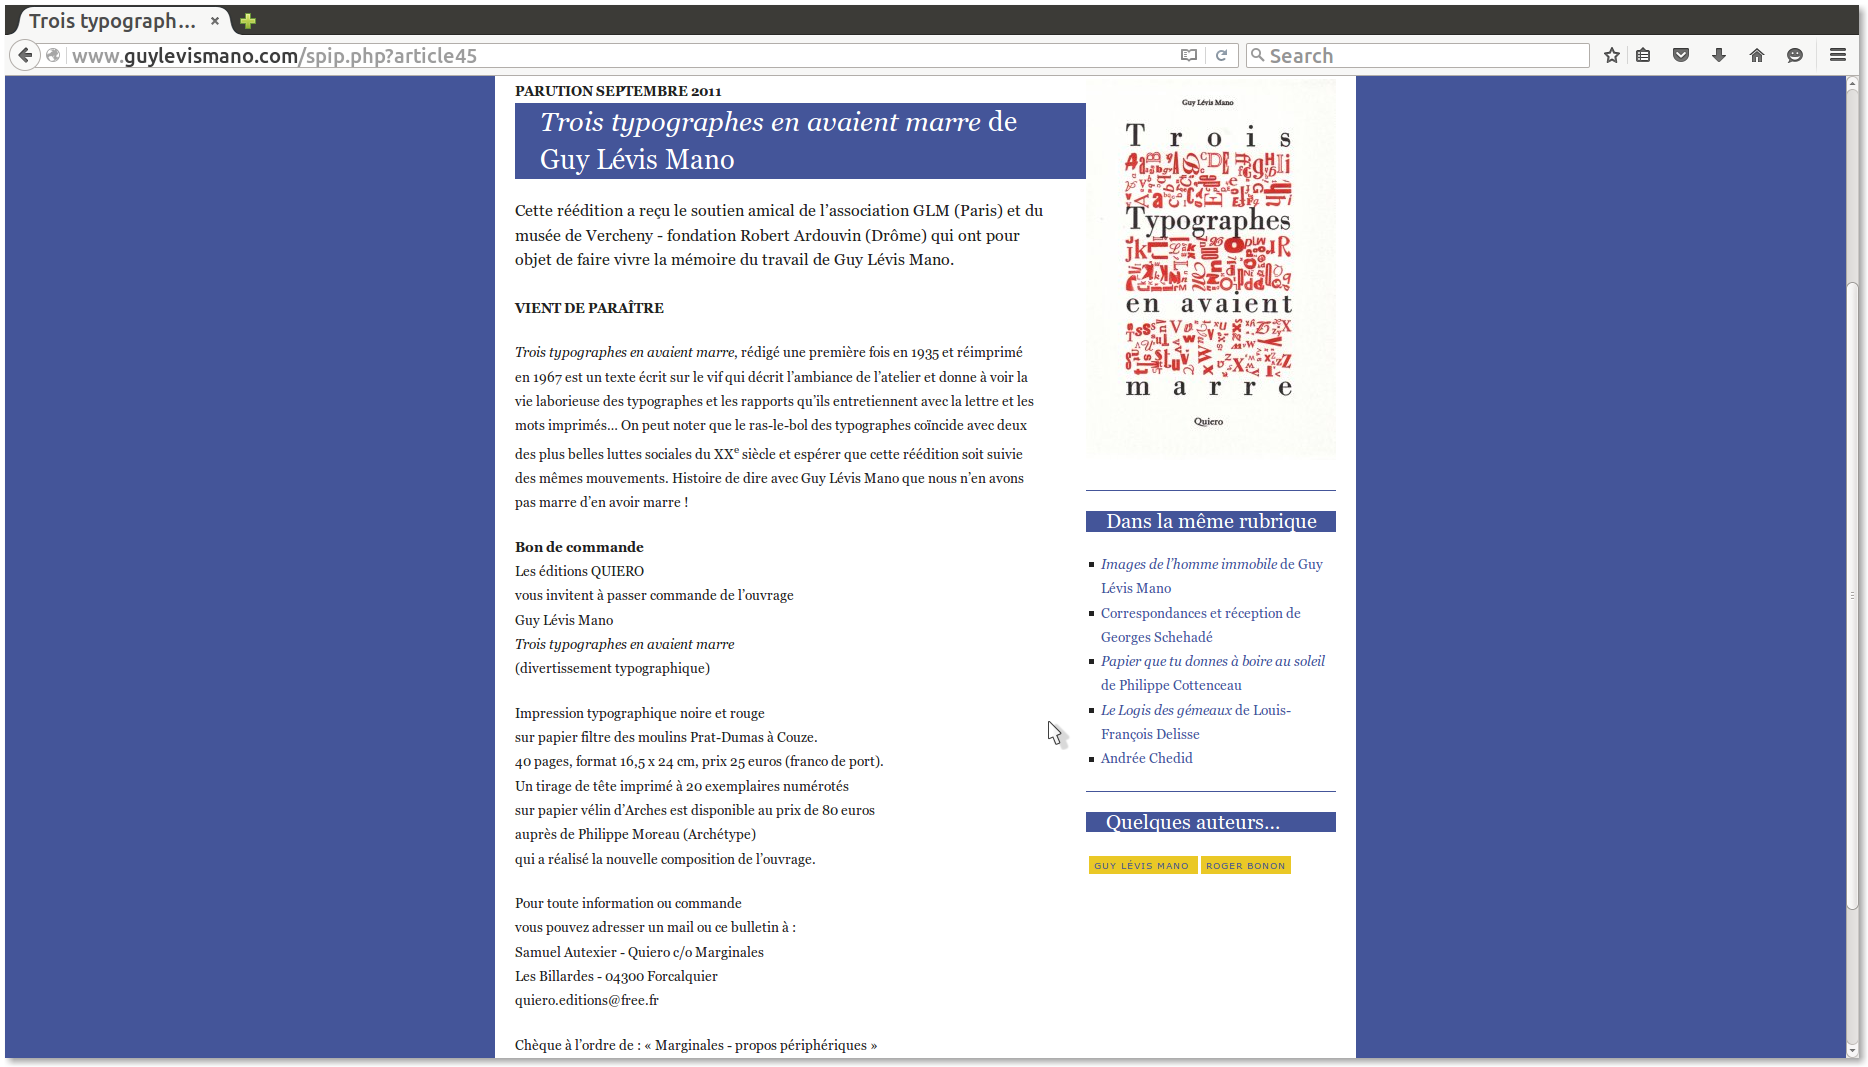 Trois typograph...
www.guylevismano.com/spip.php?article45
Search
PARUTION SEPTEMBRE 2011
Trois typographes en avaient marre de
Guy Lévis Mano
Cette réédition a reçu le soutien amical de l’association GLM (Paris) et du
musée de Vercheny - fondation Robert Ardouvin (Drôme) qui ont pour
objet de faire vivre la mémoire du travail de Guy Lévis Mano.
VIENT DE PARAÎTRE
Trois typographes en avaient marre, rédigé une première fois en 1935 et réimprimé
en 1967 est un texte écrit sur le vif qui décrit l’ambiance de l’atelier et donne à voir la
vie laborieuse des typographes et les rapports qu’ils entretiennent avec la lettre et les
mots imprimés... On peut noter que le ras-le-bol des typographes coïncide avec deux
des plus belles luttes sociales du XXe siècle et espérer que cette réédition soit suivie
des mêmes mouvements. Histoire de dire avec Guy Lévis Mano que nous n’en avons
pas marre d’en avoir marre !
Bon de commande
Les éditions QUIERO
vous invitent à passer commande de l’ouvrage
Guy Lévis Mano
Trois typographes en avaient marre
(divertissement typographique)
Impression typographique noire et rouge
sur papier filtre des moulins Prat-Dumas à Couze.
40 pages, format 16,5 x 24 cm, prix 25 euros (franco de port).
Un tirage de tête imprimé à 20 exemplaires numérotés
sur papier vélin d’Arches est disponible au prix de 80 euros
auprès de Philippe Moreau (Archétype)
qui a réalisé la nouvelle composition de l’ouvrage.
Pour toute information ou commande
vous pouvez adresser un mail ou ce bulletin à :
Samuel Autexier - Quiero c/o Marginales
Les Billardes - 04300 Forcalquier
quiero.editions@free.fr
Chèque à l’ordre de : « Marginales - propos périphériques »
Guy Lévis Mano
Trois
Typographes
en avaient
marre
Quiero
Dans la même rubrique
Images de l’homme immobile de Guy
Lévis Mano
Correspondances et réception de
Georges Schehadé
Papier que tu donnes à boire au soleil
de Philippe Cottenceau
Le Logis des gémeaux de Louis-
François Delisse
Andrée Chedid
Quelques auteurs...
GUY LÉVIS MANO
ROGER BONON